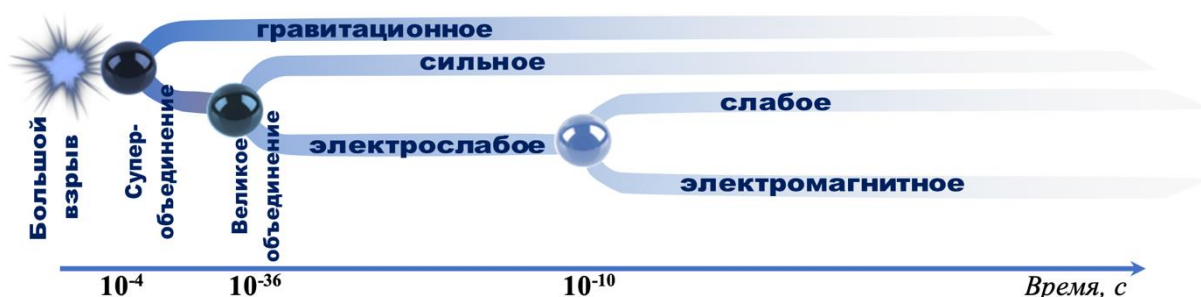 гравитационное
сильное
слабое
электрослабое
электромагнитное
Большой
взрыв
Супер-
объединение
Великое
объединение
10⁻⁴
10⁻³⁶
10⁻¹⁰
Время, с